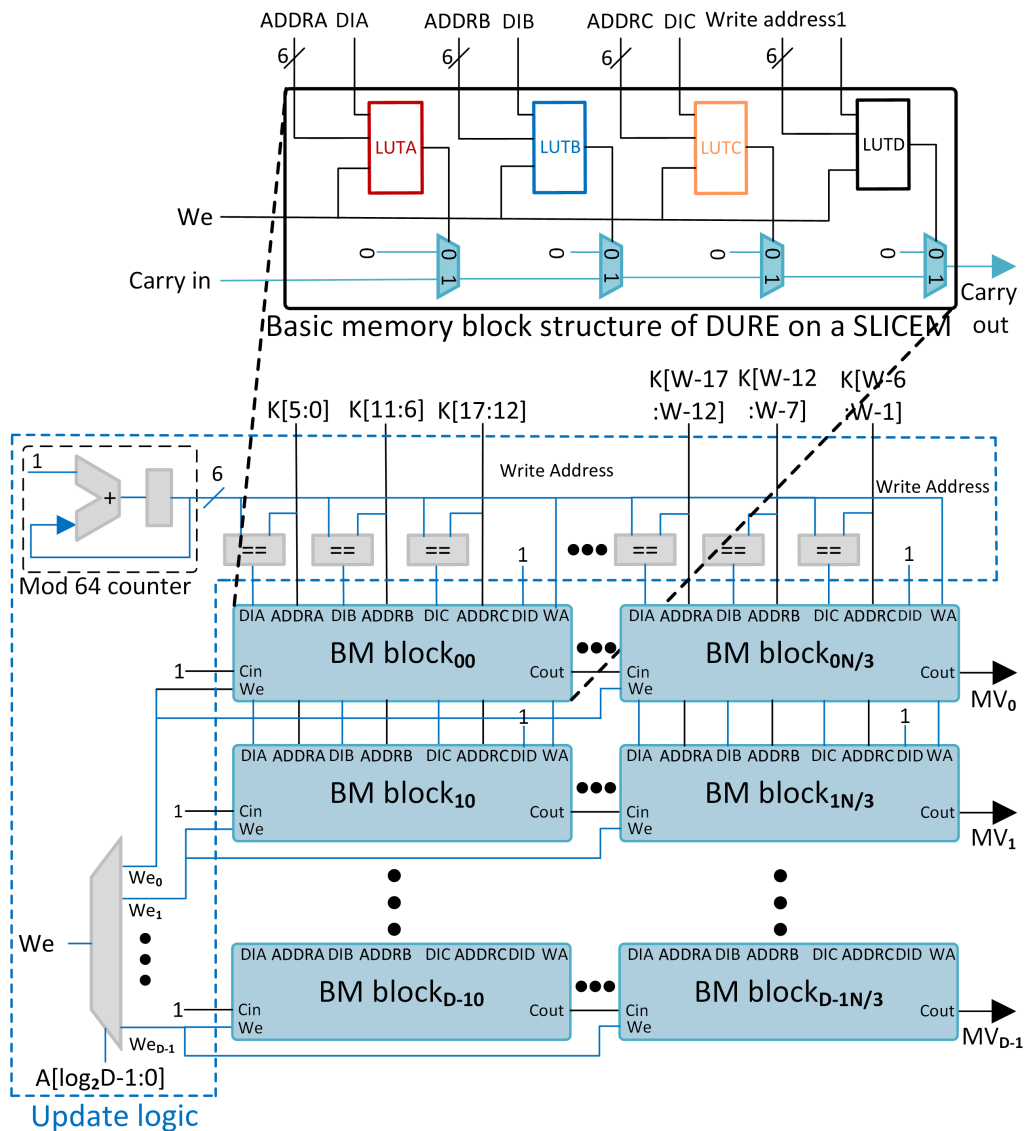 ADDRA DIA ADDRB DIB ADDRC DIC Write address1
6 6 6 6
LUTA LUTB LUTC LUTD
We
0 0 0 0 0 0 0 0
1 1 1 1
Carry in
Carry
out
Basic memory block structure of DURE on a SLICEM
K[5:0] K[11:6] K[17:12] K[W-17
:W-12] K[W-12
:W-7] K[W-6
:W-1]
1 + 6 Write Address Write Address
== == == 1 == == == 1
Mod 64 counter
DIA ADDRA DIB ADDRB DIC ADDRC DID WA DIA ADDRA DIB ADDRB DIC ADDRC DID WA
BM block00 BM block0N/3
1 Cin Cout Cin Cout
We We
MV0
1 1
DIA ADDRA DIB ADDRB DIC ADDRC DID WA DIA ADDRA DIB ADDRB DIC ADDRC DID WA
BM block10 BM block1N/3
1 Cin Cout Cin Cout
We We
MV1
We0
We1
We
DIA ADDRA DIB ADDRB DIC ADDRC DID WA DIA ADDRA DIB ADDRB DIC ADDRC DID WA
BM blockD-10 BM blockD-1N/3
1 Cin Cout Cin Cout
We We
MVD-1
WeD-1
A[log2D-1:0]
Update logic